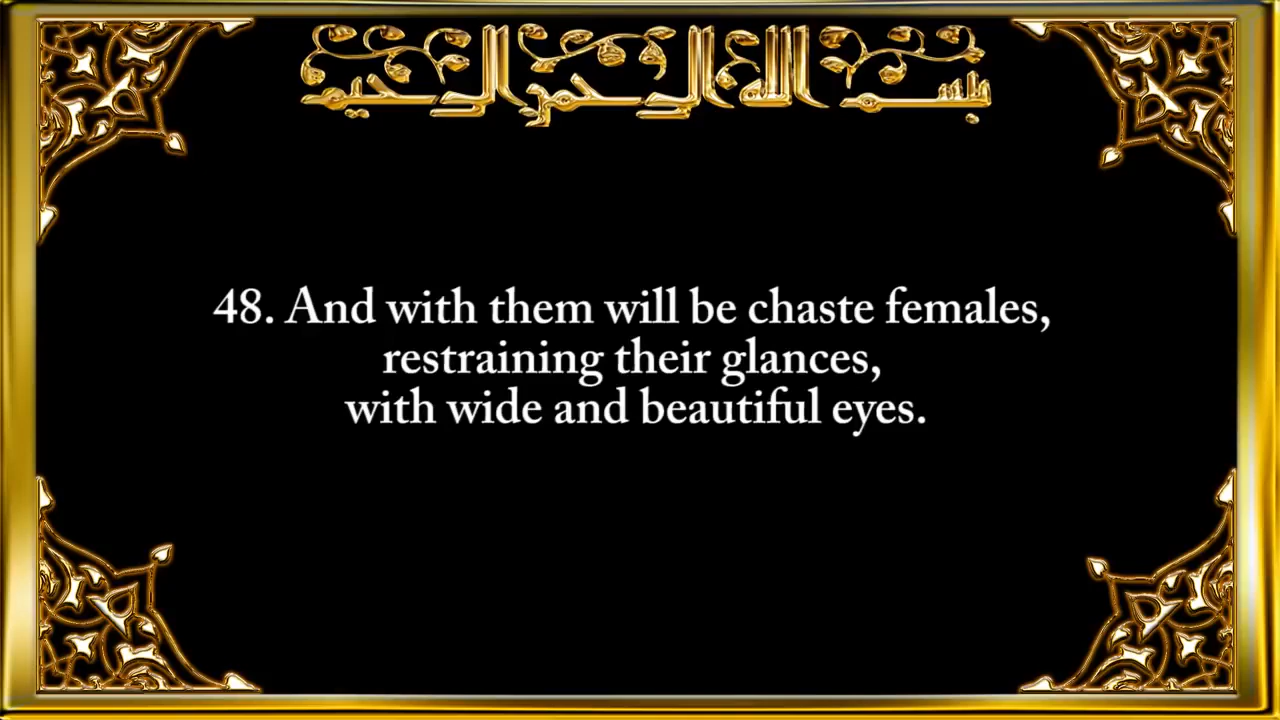 بسم الله الرحمن الرحيم
48. And with them will be chaste females,
restraining their glances,
with wide and beautiful eyes.